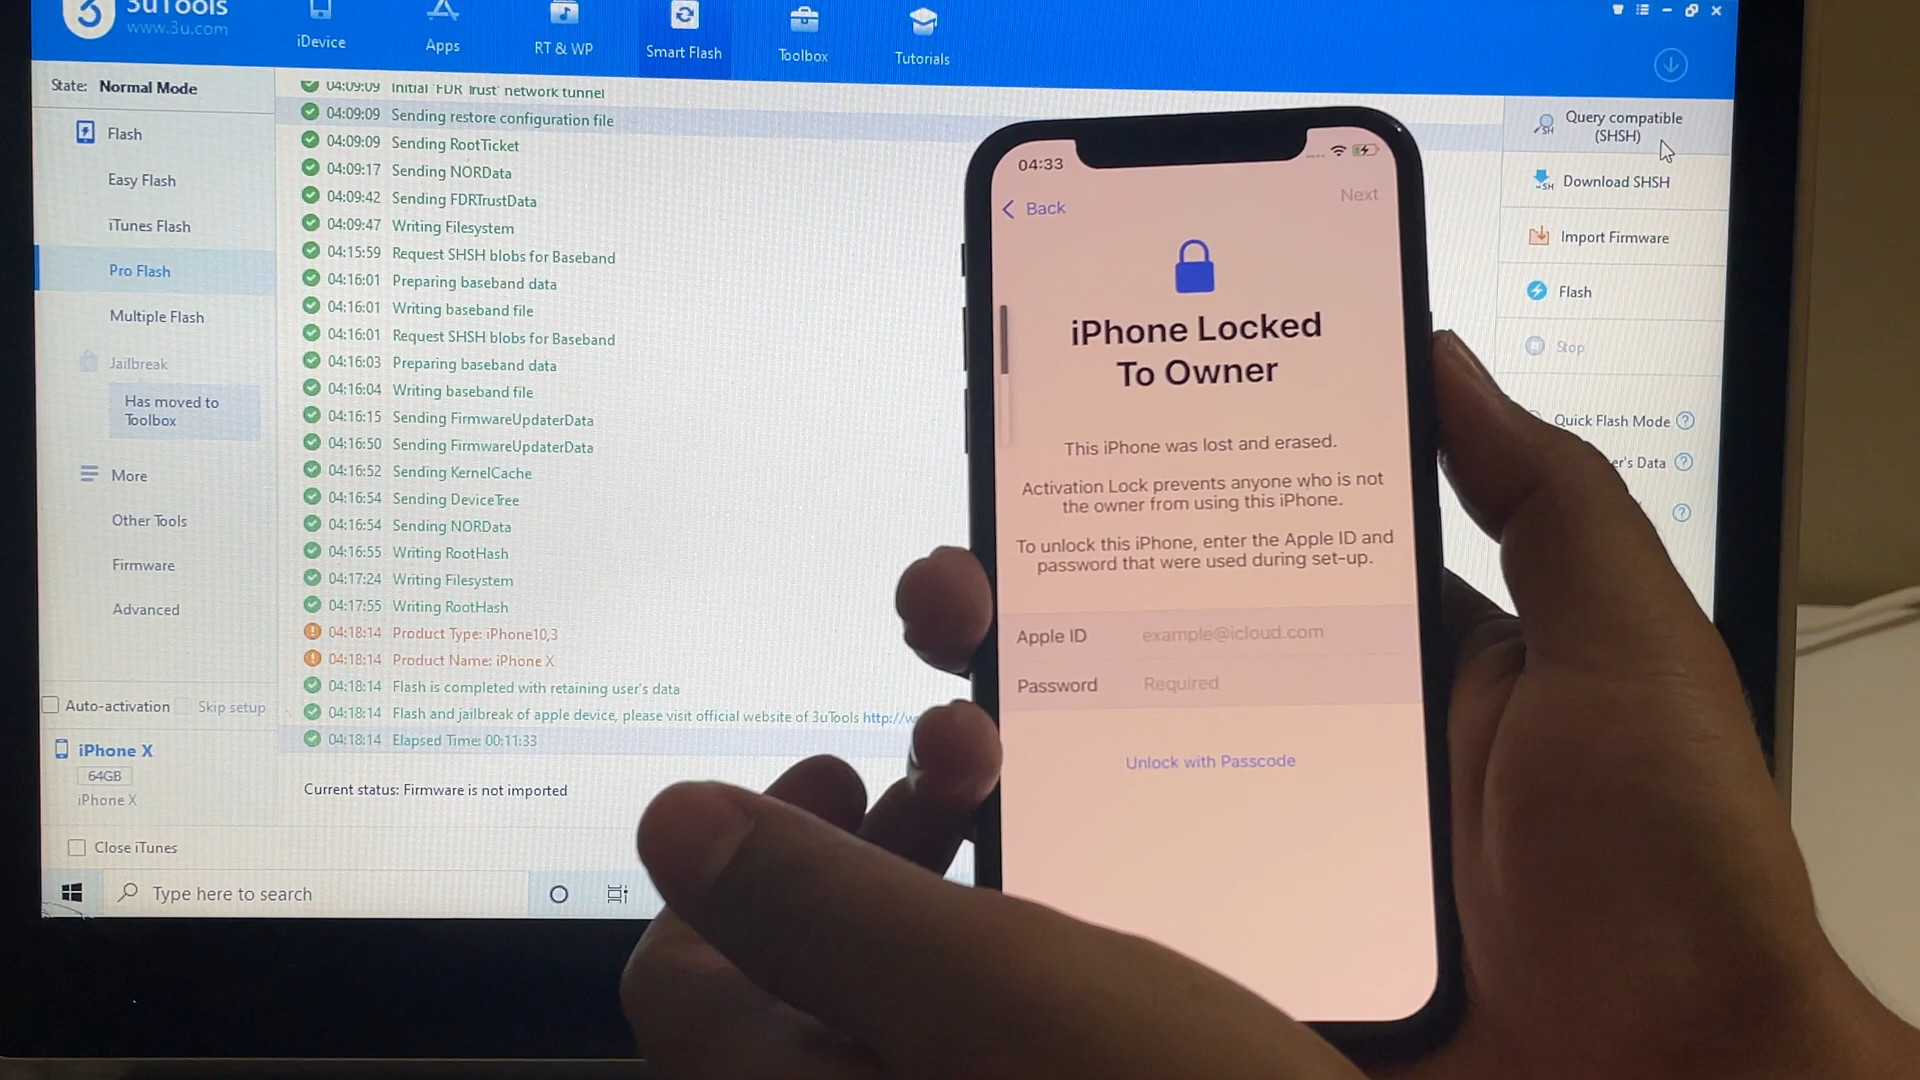 3uTools
www.3u.com
iDevice
Apps
RT & WP
Smart Flash
Toolbox
Tutorials
State: Normal Mode
Flash
Easy Flash
iTunes Flash
Pro Flash
Multiple Flash
Jailbreak
Has moved to
Toolbox
More
Other Tools
Firmware
Advanced
Auto-activation
Skip setup
iPhone X
64GB
iPhone X
Close iTunes
04:09:09 Initial 'FDR Trust' network tunnel
04:09:09 Sending restore configuration file
04:09:09 Sending RootTicket
04:09:17 Sending NORData
04:09:42 Sending FDRTrustData
04:09:47 Writing Filesystem
04:15:59 Request SHSH blobs for Baseband
04:16:01 Preparing baseband data
04:16:01 Writing baseband file
04:16:01 Request SHSH blobs for Baseband
04:16:03 Preparing baseband data
04:16:04 Writing baseband file
04:16:15 Sending FirmwareUpdaterData
04:16:50 Sending FirmwareUpdaterData
04:16:52 Sending KernelCache
04:16:54 Sending DeviceTree
04:16:54 Sending NORData
04:16:55 Writing RootHash
04:17:24 Writing Filesystem
04:17:55 Writing RootHash
04:18:14 Product Type: iPhone10,3
04:18:14 Product Name: iPhone X
04:18:14 Flash is completed with retaining user's data
04:18:14 Flash and jailbreak of apple device, please visit official website of 3uTools http://w
04:18:14 Elapsed Time: 00:11:33
Current status: Firmware is not imported
Type here to search
Query compatible
(SHSH)
SH
Download SHSH
SH
Import Firmware
Flash
Stop
Quick Flash Mode ?
er's Data ?
?
04:33
Back
Next
iPhone Locked
To Owner
This iPhone was lost and erased.
Activation Lock prevents anyone who is not
the owner from using this iPhone.
To unlock this iPhone, enter the Apple ID and
password that were used during set-up.
Apple ID example@icloud.com
Password Required
Unlock with Passcode